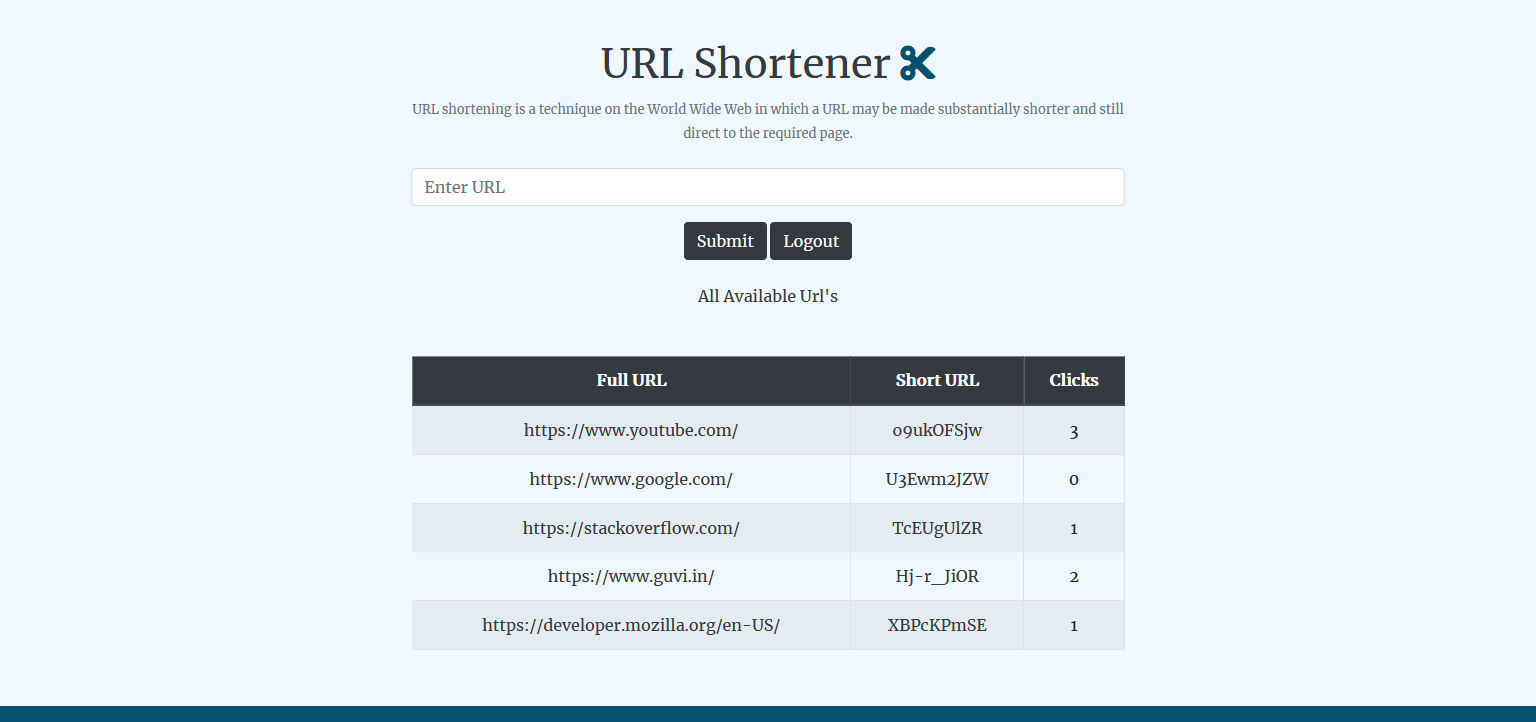 URL Shortener
URL shortening is a technique on the World Wide Web in which a URL may be made substantially shorter and still
direct to the required page.
Enter URL
Submit Logout
All Available Url's
Full URL Short URL Clicks
https://www.youtube.com/ o9ukOFSjw 3
https://www.google.com/ U3Ewm2JZW 0
https://stackoverflow.com/ TcEUgUlZR 1
https://www.guvi.in/ Hj-r_JiOR 2
https://developer.mozilla.org/en-US/ XBPcKPmSE 1